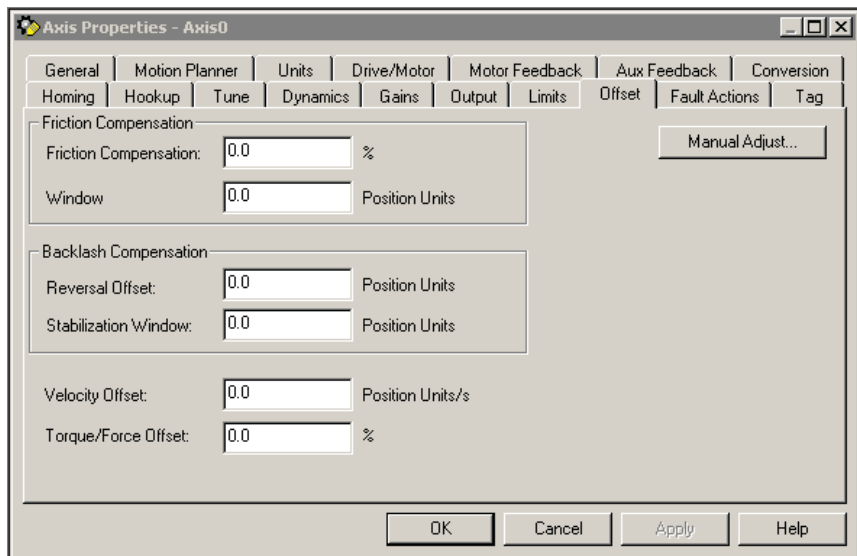 Axis Properties - Axis0
General Motion Planner Units Drive/Motor Motor Feedback Aux Feedback Conversion
Homing Hookup Tune Dynamics Gains Output Limits Offset Fault Actions Tag
Friction Compensation
Friction Compensation: 0.0 %
Manual Adjust...
Window 0.0 Position Units
Backlash Compensation
Reversal Offset: 0.0 Position Units
Stabilization Window: 0.0 Position Units
Velocity Offset: 0.0 Position Units/s
Torque/Force Offset: 0.0 %
OK Cancel Apply Help